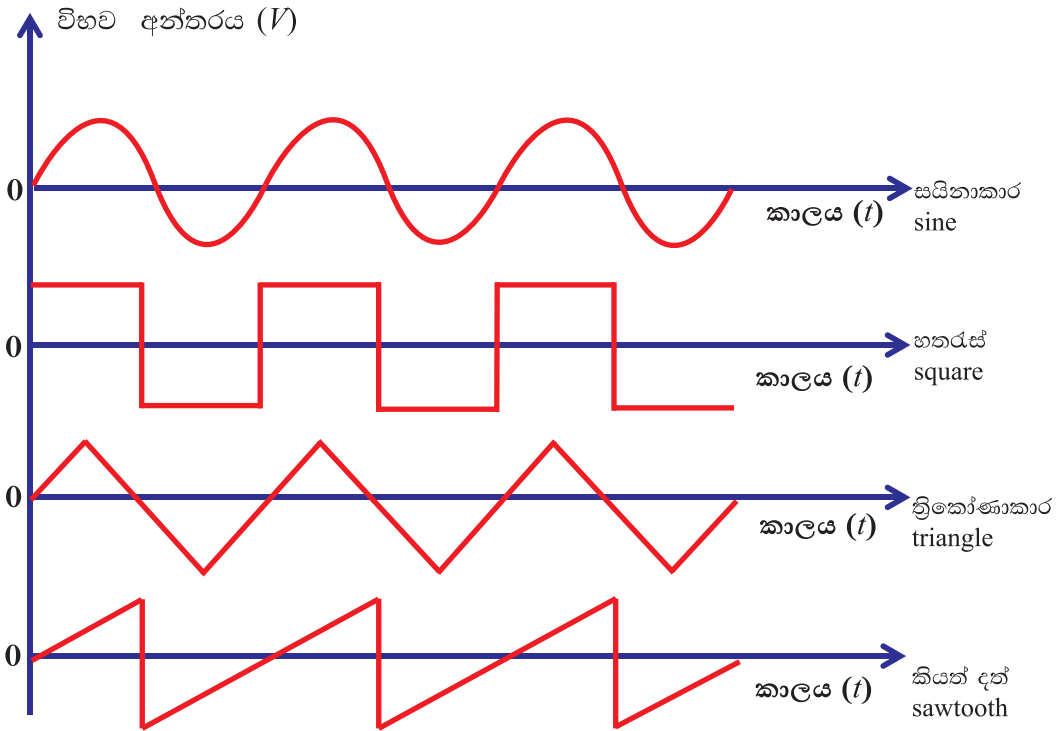 විභව අන්තරය (V)
0
කාලය (t)
සයිනාකාර
sine
0
කාලය (t)
හතරැස්
square
0
කාලය (t)
ත්‍රිකෝණාකාර
triangle
0
කාලය (t)
කියත් දත්
sawtooth